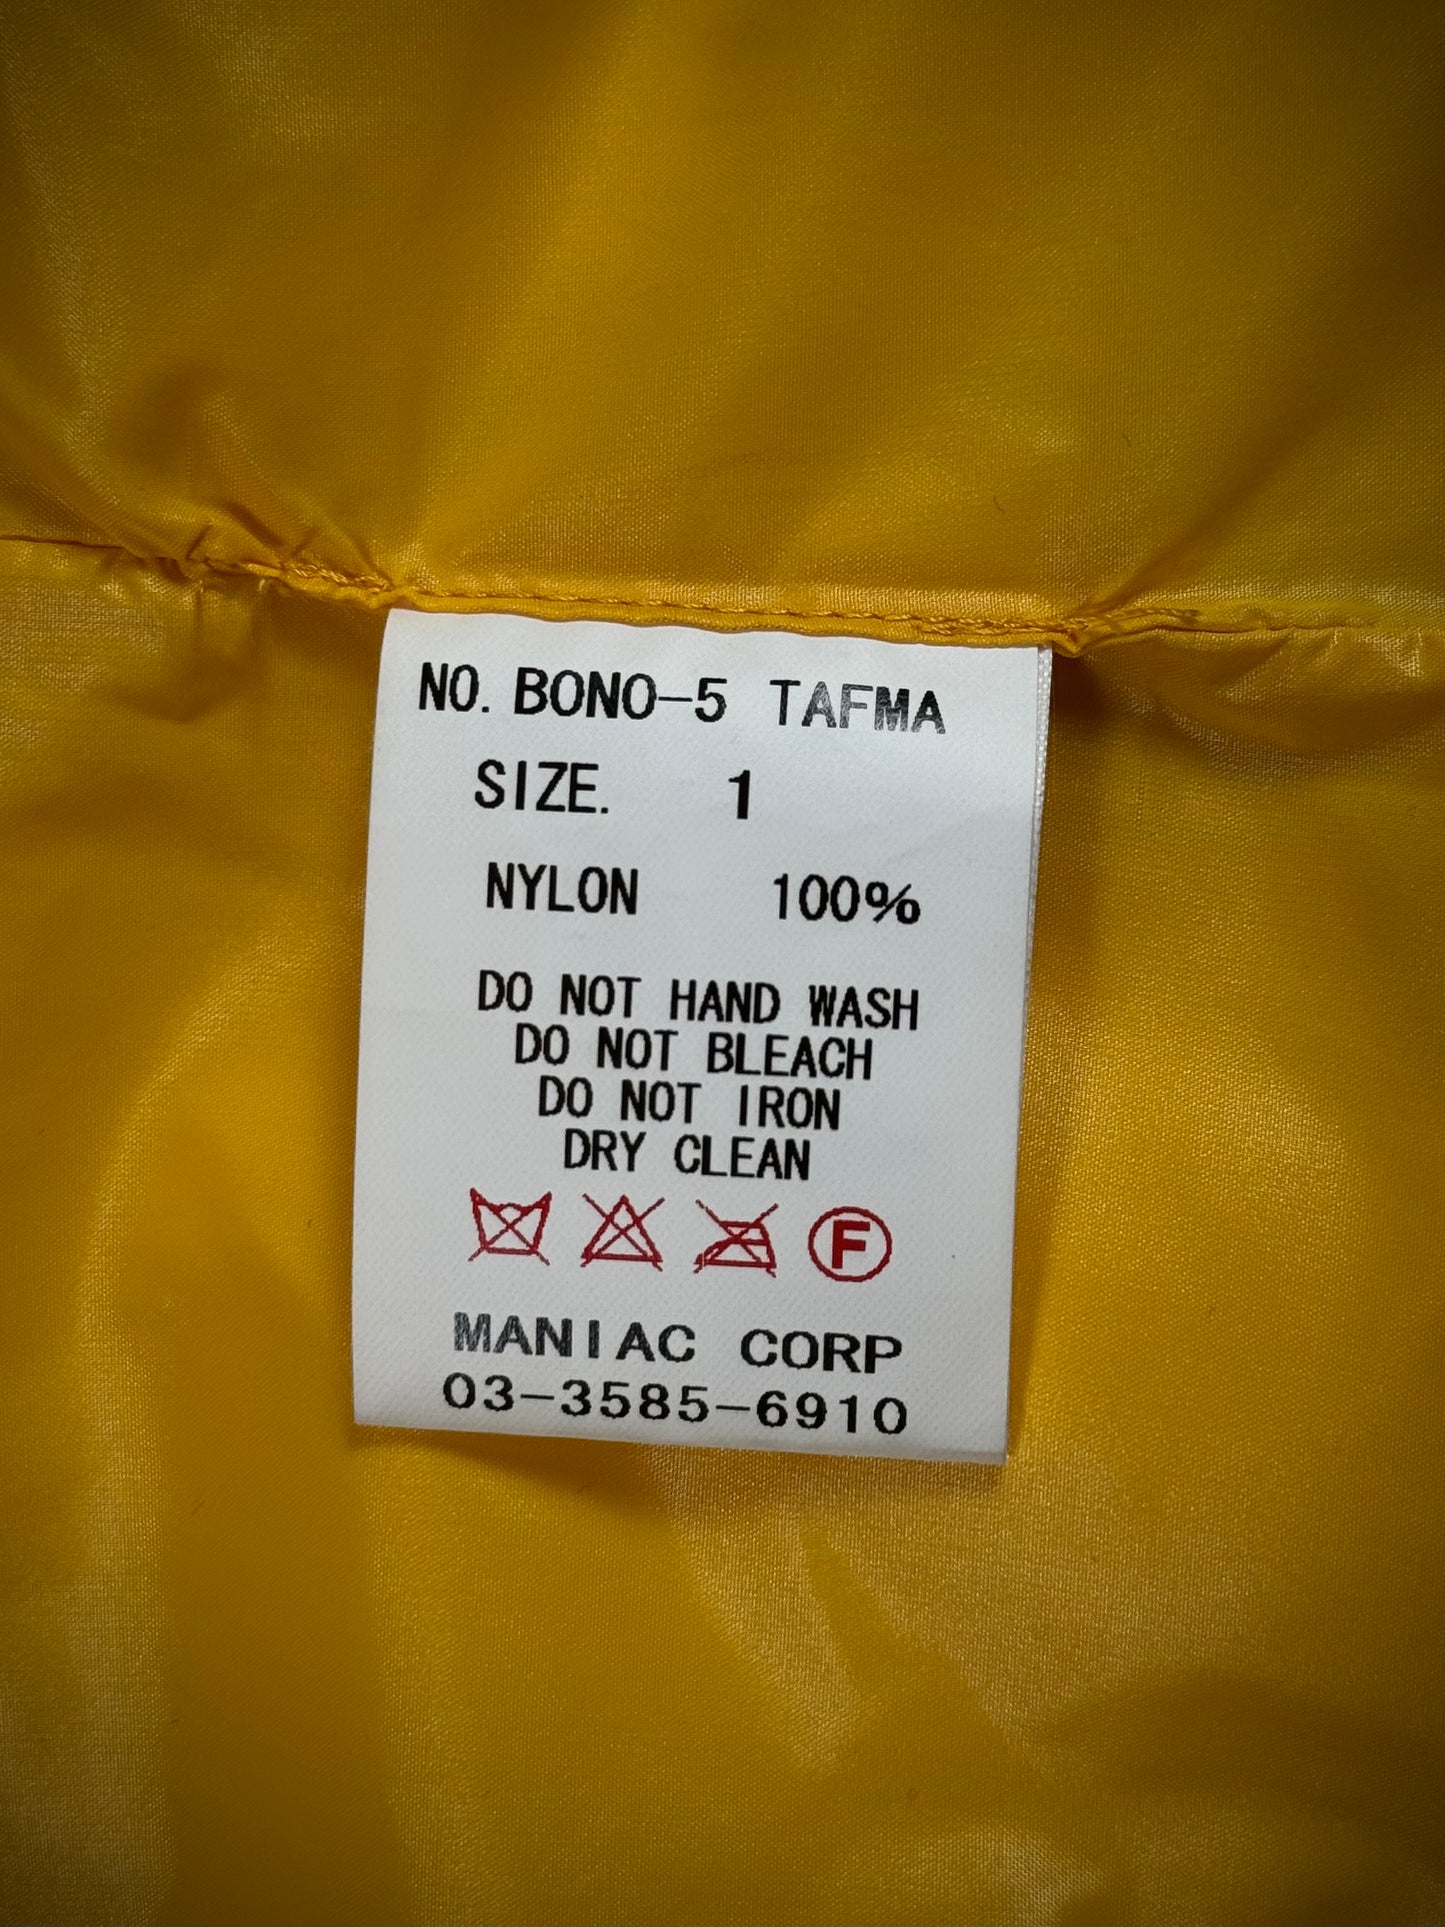 NO. BONO-5 TAFMA
SIZE. 1
NYLON 100%
DO NOT HAND WASH
DO NOT BLEACH
DO NOT IRON
DRY CLEAN
F
MANIAC CORP
03-3585-6910